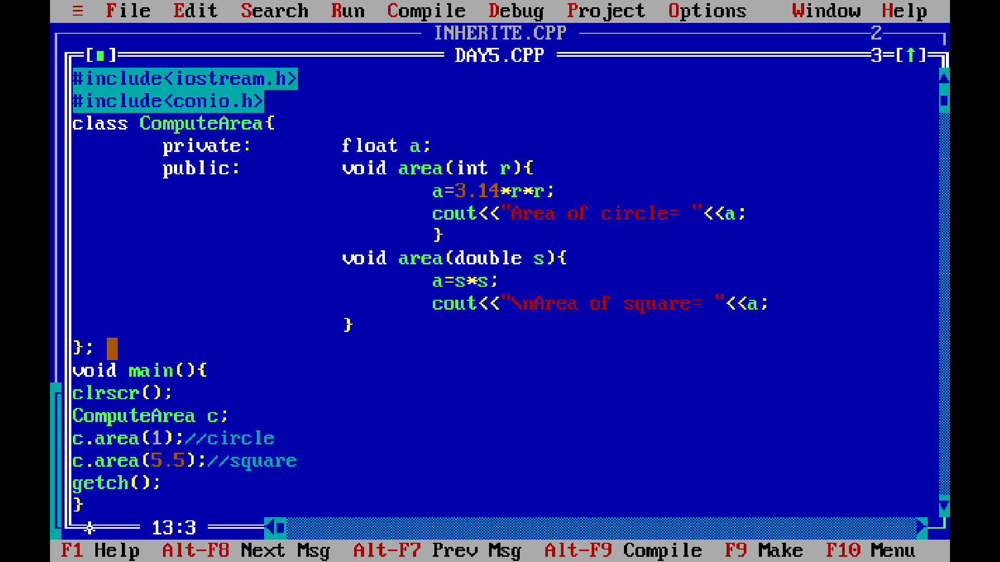 ≡ File Edit Search Run Compile Debug Project Options Window Help
INHERITE.CPP 2
[■] DAY5.CPP 3=[↑]
#include<iostream.h>
#include<conio.h>
class ComputeArea{
private: float a;
public: void area(int r){
a=3.14*r*r;
cout<<"Area of circle= "<<a;
}
void area(double s){
a=s*s;
cout<<"\nArea of square= "<<a;
}
};
void main(){
clrscr();
ComputeArea c;
c.area(1);//circle
c.area(5.5);//square
getch();
}
13:3
F1 Help Alt-F8 Next Msg Alt-F7 Prev Msg Alt-F9 Compile F9 Make F10 Menu